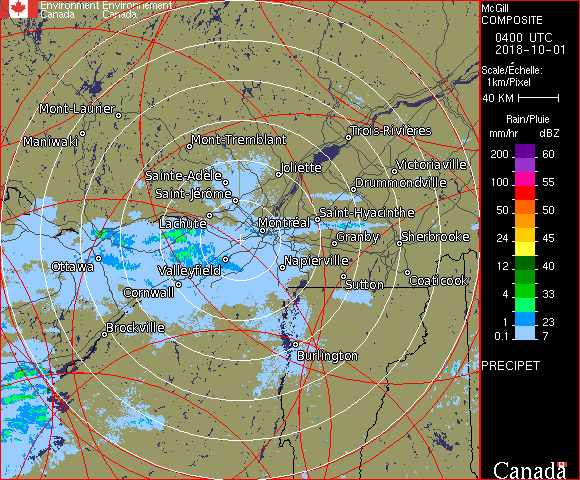 Environment Environnement
Canada Canada
McGill
COMPOSITE
0400 UTC
2018-10-01
Scale/Échelle:
1km/Pixel
40 KM
Rain/Pluie
mm/hr dBZ
200 60
100 55
50 50
24 45
12 40
4 33
1 23
0.1 7
PRECIPET
Canada
Mont-Laurier
Maniwaki
Mont-Tremblant
Trois-Rivières
Sainte-Adèle
Joliette
Victoriaville
Saint-Jérôme
Drummondville
Lachute
Montréal
Saint-Hyacinthe
Granby
Sherbrooke
Ottawa
Valleyfield
Napierville
Cornwall
Sutton
Coaticook
Brockville
Burlington